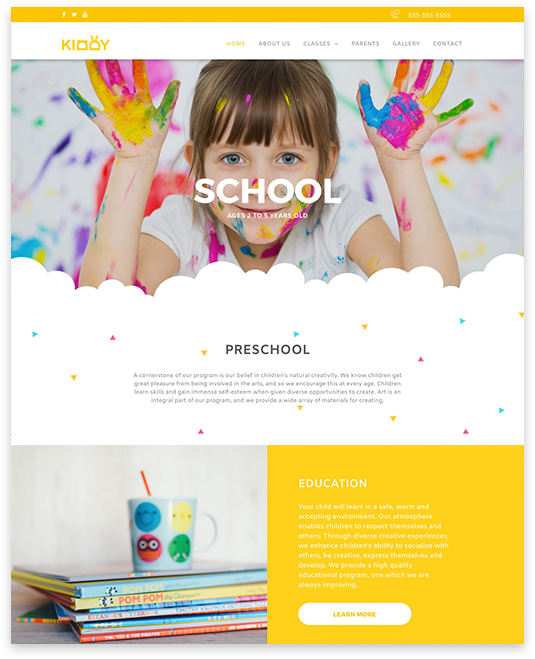 555-555-5555
KIDDY
HOME ABOUT US CLASSES PARENTS GALLERY CONTACT
SCHOOL
AGES 2 TO 5 YEARS OLD
PRESCHOOL
A cornerstone of our program is our belief in children's natural creativity. We know children get
great pleasure from being involved in the arts, and so we encourage this at every age. Children
learn skills and gain immense self-esteem when given diverse opportunities to create. Art is an
integral part of our program, and we provide a wide array of materials for creating.
EDUCATION
Your child will learn in a safe, warm and
accepting environment. Our atmosphere
enables children to respect themselves and
others. Through diverse creative experiences,
we enhance children's ability to socialize with
others, be creative, express themselves and
develop. We provide a high quality
educational program, one which we are
always improving.
LEARN MORE
POM POM
POM POM
TIM, TED & THE PIRATES